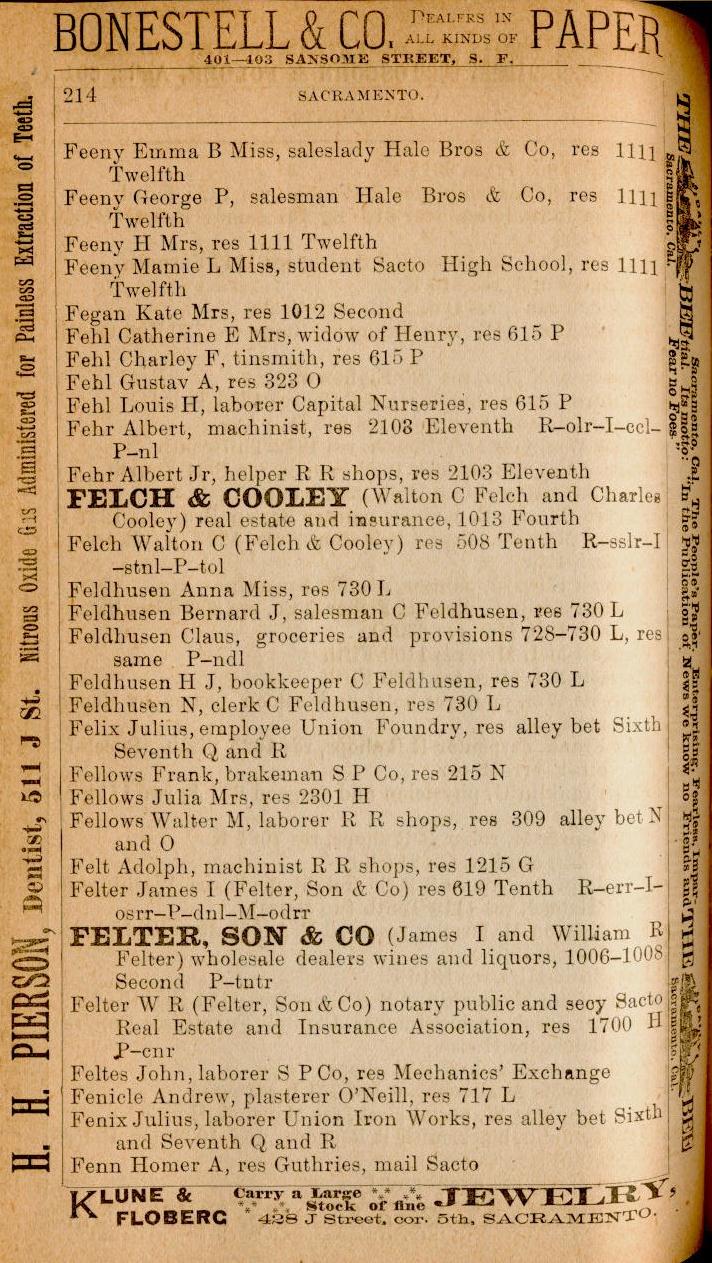 BONESTELL & CO. DEALERS IN ALL KINDS OF PAPER
401—403 SANSOME STREET, S. F.
214 SACRAMENTO.
Feeny Emma B Miss, saleslady Hale Bros & Co, res 1111
Twelfth
Feeny George P, salesman Hale Bros & Co, res 1111
Twelfth
Feeny H Mrs, res 1111 Twelfth
Feeny Mamie L Miss, student Sacto High School, res 1111
Twelfth
Fegan Kate Mrs, res 1012 Second
Fehl Catherine E Mrs, widow of Henry, res 615 P
Fehl Charley F, tinsmith, res 615 P
Fehl Gustav A, res 323 O
Fehl Louis H, laborer Capital Nurseries, res 615 P
Fehr Albert, machinist, res 2103 Eleventh R–olr–I–ccl–
P–nl
Fehr Albert Jr, helper R R shops, res 2103 Eleventh
FELCH & COOLEY (Walton C Felch and Charles
Cooley) real estate and insurance, 1013 Fourth
Felch Walton C (Felch & Cooley) res 508 Tenth R–sslr–I
–stnl–P–tol
Feldhusen Anna Miss, res 730 L
Feldhusen Bernard J, salesman C Feldhusen, res 730 L
Feldhusen Claus, groceries and provisions 728–730 L, res
same P–ndl
Feldhusen H J, bookkeeper C Feldhusen, res 730 L
Feldhusen N, clerk C Feldhusen, res 730 L
Felix Julius, employee Union Foundry, res alley bet Sixth
Seventh Q and R
Fellows Frank, brakeman S P Co, res 215 N
Fellows Julia Mrs, res 2301 H
Fellows Walter M, laborer R R shops, res 309 alley bet N
and O
Felt Adolph, machinist R R shops, res 1215 G
Felter James I (Felter, Son & Co) res 619 Tenth R–err–I–
osrr–P–dnl–M–odrr
FELTER, SON & CO (James I and William R
Felter) wholesale dealers wines and liquors, 1006–1008
Second P–tntr
Felter W R (Felter, Son & Co) notary public and secy Sacto
Real Estate and Insurance Association, res 1700 H
P–cnr
Feltes John, laborer S P Co, res Mechanics' Exchange
Fenicle Andrew, plasterer O'Neill, res 717 L
Fenix Julius, laborer Union Iron Works, res alley bet Sixth
and Seventh Q and R
Fenn Homer A, res Guthries, mail Sacto
KLUNE & FLOBERG Carry a Large Stock of fine JEWELRY,
428 J Street, cor. 5th, SACRAMENTO.
H. H. PIERSON, Dentist, 511 J St. Nitrous Oxide Gas Administered for Painless Extraction of Teeth.
THE BEE
Sacramento, Cal.
Sacramento, Cal., The People's Paper. Enterprising, Fearless, Impar-
tial. Its motto: "In the Publication of News we know no Friends and
Fear no Foes."
THE BEE
Sacramento, Cal.